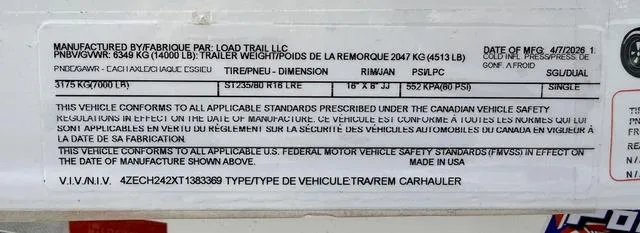 MANUFACTURED BY/FABRIQUE PAR: LOAD TRAIL LLC DATE OF MFG: 4/7/2026 1
PNBV/GVWR: 6349 KG (14000 LB): TRAILER WEIGHT/POIDS DE LA REMORQUE 2047 KG (4513 LB) COLD INFL. PRESS/PRESS. DE
PNBE/GAWR - EACH AXLE/CHAQUE ESSIEU TIRE/PNEU - DIMENSION RIM/JAN PSI/LPC GONF. A FROID SGL/DUAL
3175 KG(7000 LB) ST235/80 R16 LRE 16" X 6" JJ 552 KPA(80 PSI) SINGLE
THIS VEHICLE CONFORMS TO ALL APPLICABLE STANDARDS PRESCRIBED UNDER THE CANADIAN VEHICLE SAFETY
REGULATIONS IN EFFECT ON THE DATE OF MANUFACTURE. CE VÉHICULE EST CONFORME À TOUTES LES NORMES QUI LUI
SONT APPLICABLES EN VERTU DU RÈGLEMENT SUR LA SÉCURITÉ DES VÉHICULES AUTOMOBILES DU CANADA EN VIGUEUR À
LA DATE DE SA FABRICATION.
THIS VEHICLE CONFORMS TO ALL APPLICABLE U.S. FEDERAL MOTOR VEHICLE SAFETY STANDARDS (FMVSS) IN EFFECT ON
THE DATE OF MANUFACTURE SHOWN ABOVE. MADE IN USA
V.I.V./N.I.V. 4ZECH242XT1383369 TYPE/TYPE DE VEHICULE:TRA/REM CARHAULER